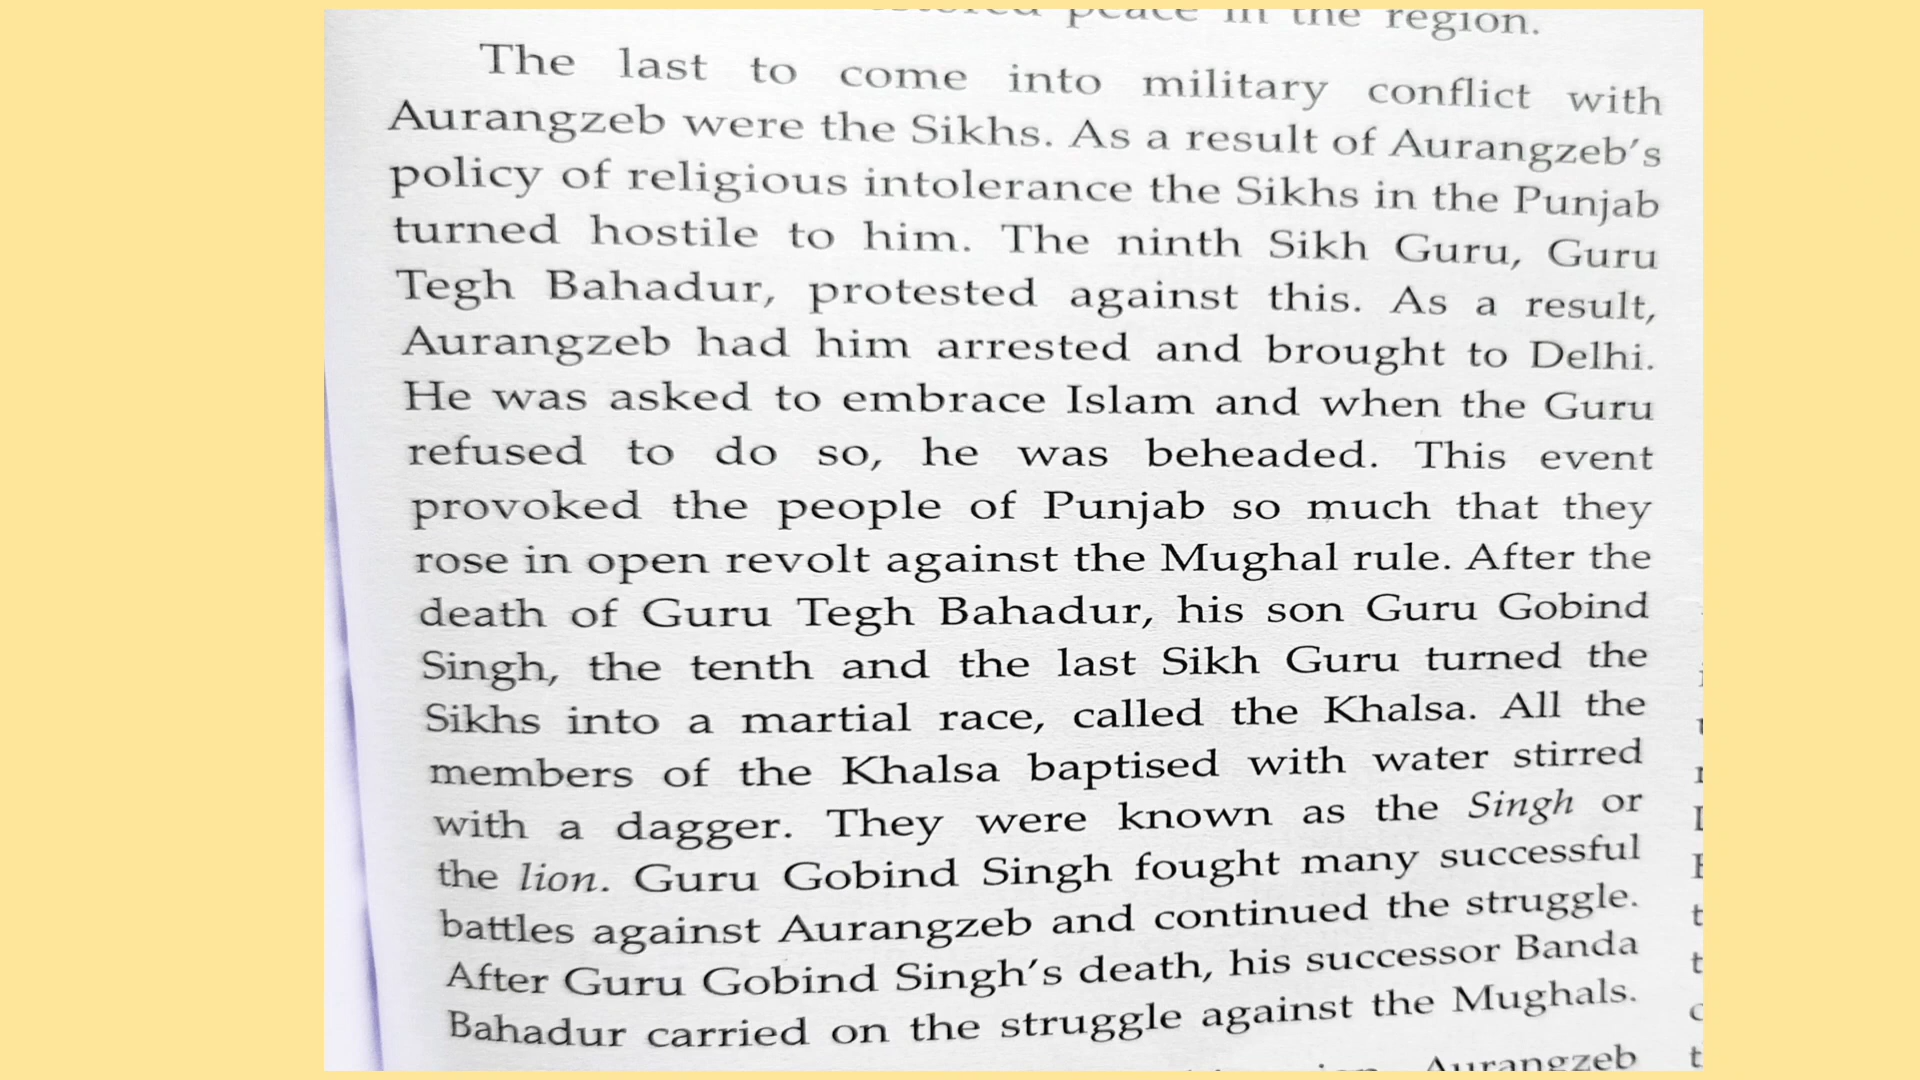 peace in the region.
The last to come into military conflict with
Aurangzeb were the Sikhs. As a result of Aurangzeb's
policy of religious intolerance the Sikhs in the Punjab
turned hostile to him. The ninth Sikh Guru, Guru
Tegh Bahadur, protested against this. As a result,
Aurangzeb had him arrested and brought to Delhi.
He was asked to embrace Islam and when the Guru
refused to do so, he was beheaded. This event
provoked the people of Punjab so much that they
rose in open revolt against the Mughal rule. After the
death of Guru Tegh Bahadur, his son Guru Gobind
Singh, the tenth and the last Sikh Guru turned the
Sikhs into a martial race, called the Khalsa. All the
members of the Khalsa baptised with water stirred
with a dagger. They were known as the Singh or
the lion. Guru Gobind Singh fought many successful
battles against Aurangzeb and continued the struggle.
After Guru Gobind Singh's death, his successor Banda
Bahadur carried on the struggle against the Mughals.
Aurangzeb